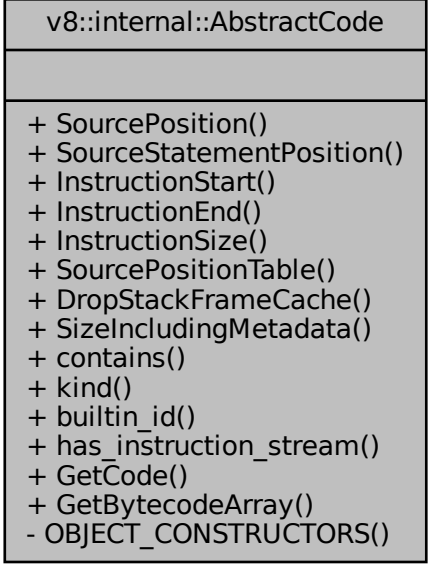 v8::internal::AbstractCode
+ SourcePosition()
+ SourceStatementPosition()
+ InstructionStart()
+ InstructionEnd()
+ InstructionSize()
+ SourcePositionTable()
+ DropStackFrameCache()
+ SizeIncludingMetadata()
+ contains()
+ kind()
+ builtin_id()
+ has_instruction_stream()
+ GetCode()
+ GetBytecodeArray()
- OBJECT_CONSTRUCTORS()